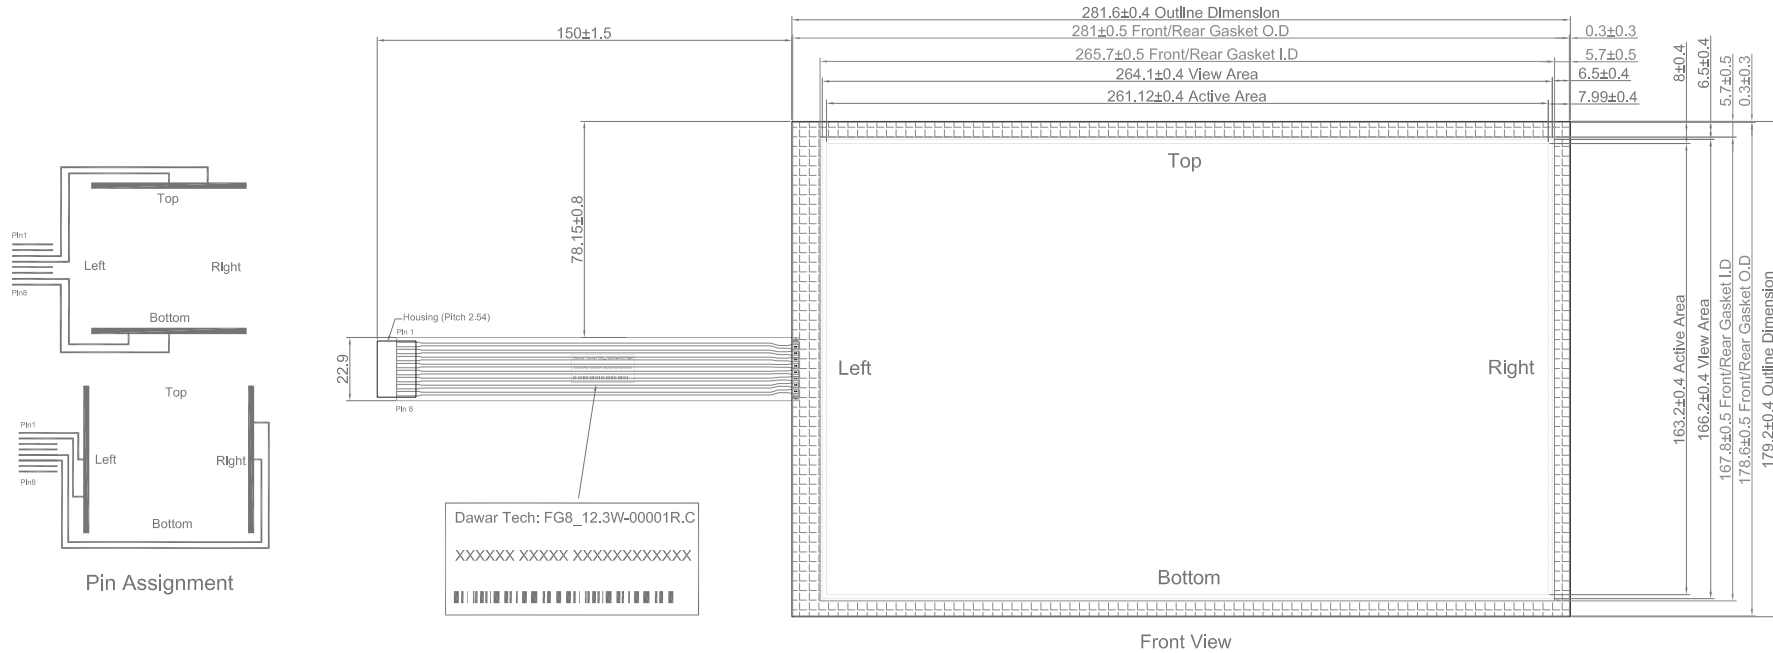 281.6±0.4 Outline Dimension
281±0.5 Front/Rear Gasket O.D
0.3±0.3
150±1.5
265.7±0.5 Front/Rear Gasket I.D
5.7±0.5
264.1±0.4 View Area
6.5±0.4
261.12±0.4 Active Area
7.99±0.4
8±0.4
6.5±0.4
5.7±0.5
0.3±0.3
78.15±0.8
Top
Left
Right
Bottom
Front View
163.2±0.4 Active Area
166.2±0.4 View Area
167.8±0.5 Front/Rear Gasket I.D
178.6±0.5 Front/Rear Gasket O.D
179.2±0.4 Outline Dimension
Housing (Pitch 2.54)
Pin 1
22.9
Pin 8
Dawar Tech: FG8_12.3W-00001R.C
XXXXXX XXXXX XXXXXXXXXXXX
Top
Pin1
Left
Right
Pin8
Bottom
Top
Pin1
Left
Right
Pin8
Bottom
Pin Assignment